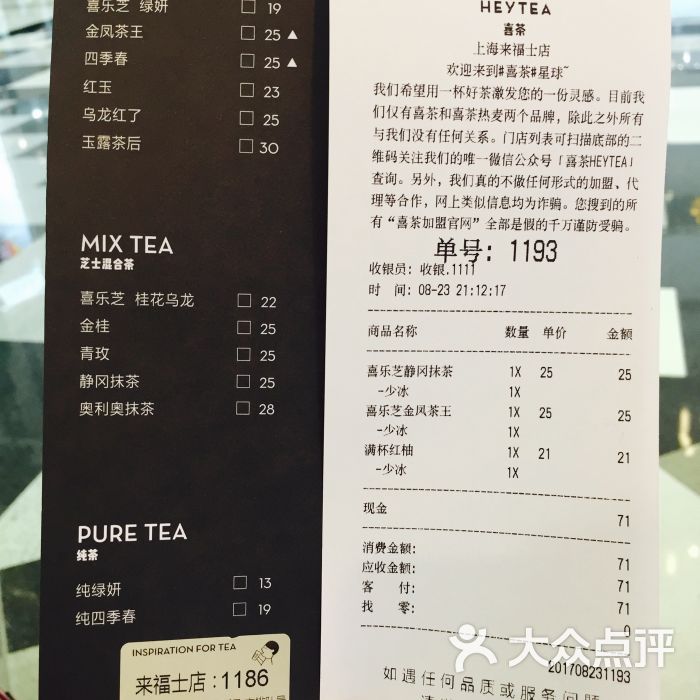 喜乐芝 绿妍 19
金凤茶王 25▲
四季春 25▲
红玉 23
乌龙红了 25
玉露茶后 30
MIX TEA
芝士混合茶
喜乐芝 桂花乌龙 22
金桂 25
青玫 25
静冈抹茶 25
奥利奥抹茶 28
PURE TEA
纯茶
纯绿妍 13
纯四季春 19
INSPIRATION FOR TEA
来福士店：1186
HEYTEA
喜茶
上海来福士店
欢迎来到#喜茶#星球~
我们希望用一杯好茶激发您的一份灵感。目前我
们仅有喜茶和喜茶热麦两个品牌，除此之外所有
与我们没有任何关系。门店列表可扫描底部的二
维码关注我们的唯一微信公众号「喜茶HEYTEA」
查询。另外，我们真的不做任何形式的加盟、代
理等合作，网上类似信息均为诈骗。您搜到的所
有“喜茶加盟官网”全部是假的千万谨防受骗。
单号: 1193
收银员: 收银.1111
时 间:08-23 21:12:17
商品名称 数量 单价 金额
喜乐芝静冈抹茶 1X 25 25
-少冰 1X
喜乐芝金凤茶王 1X 25 25
-少冰 1X
满杯红柚 1X 21 21
-少冰 1X
现金 71
消费金额: 71
应收金额: 71
客 付: 71
找 零: 0
201708231193
如遇任何品质或服务问题
大众点评